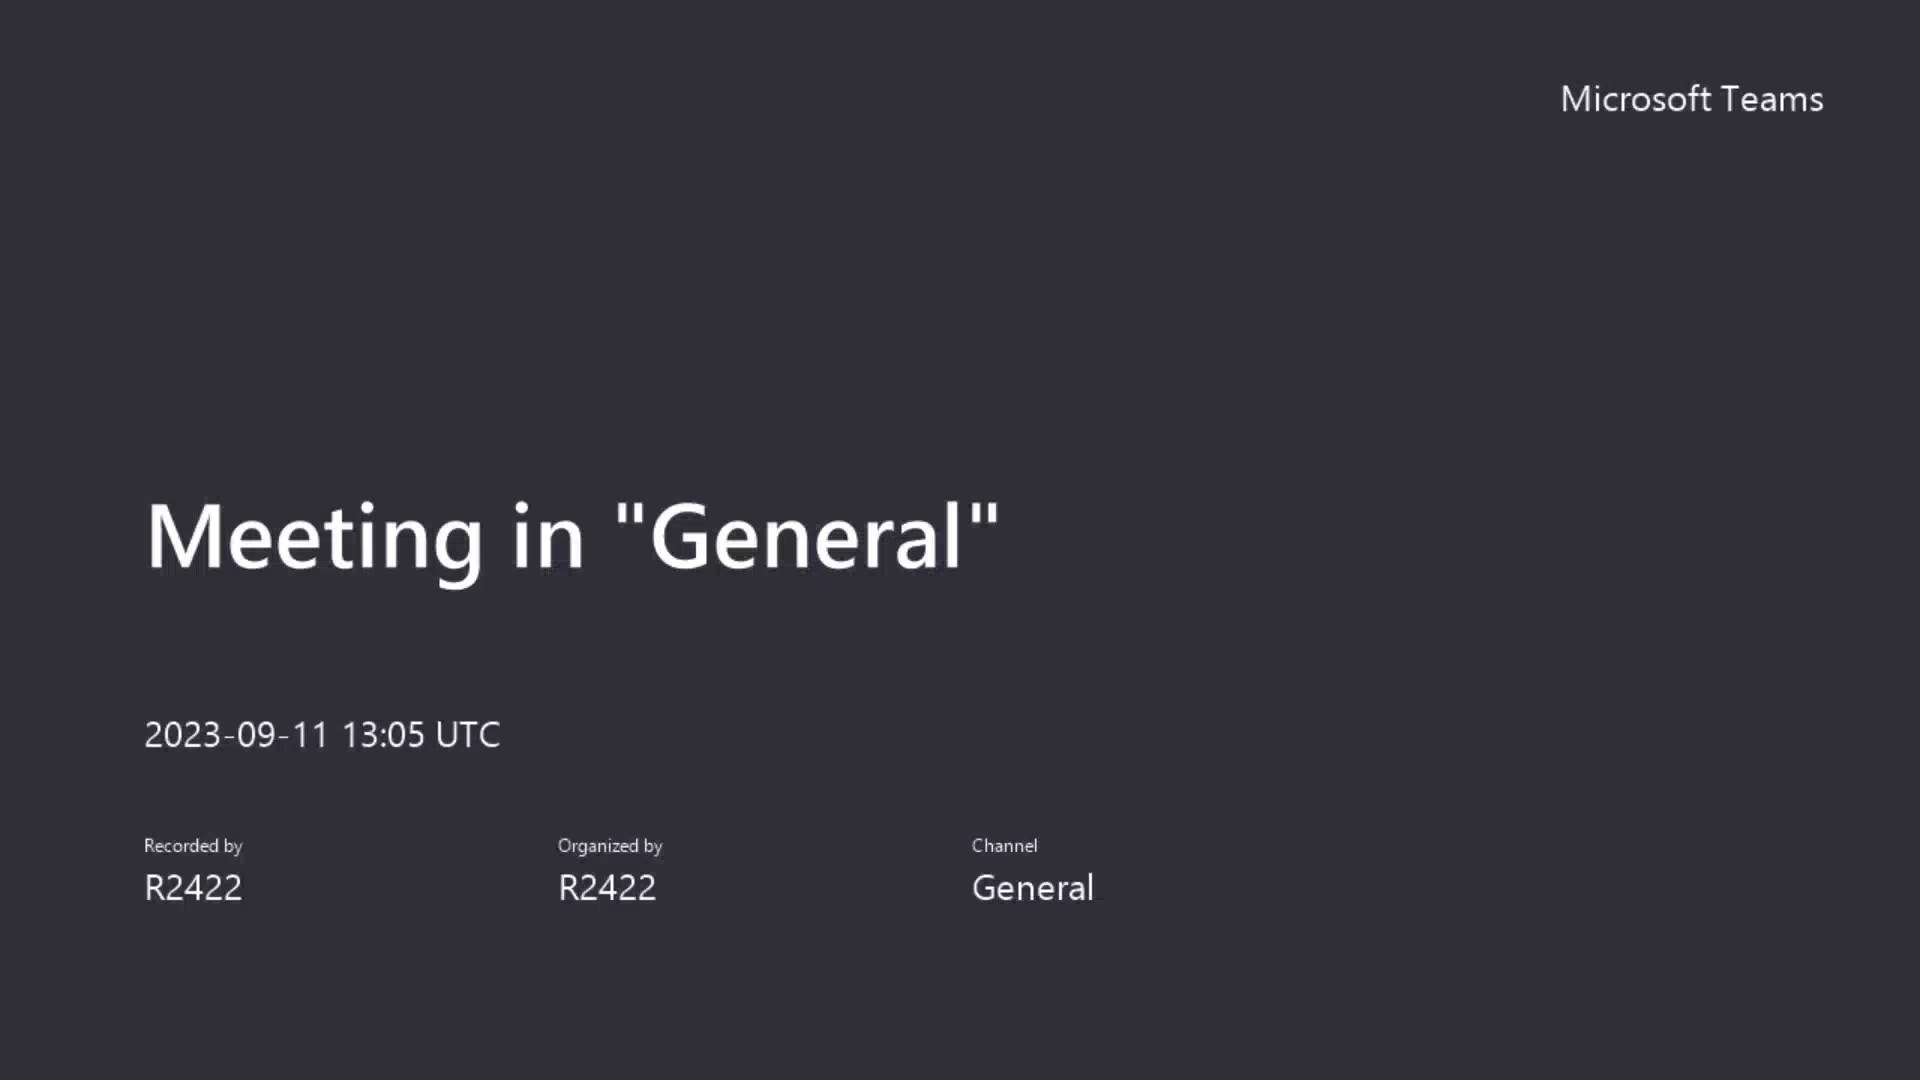 Microsoft Teams
Meeting in "General"
2023-09-11 13:05 UTC
Recorded by
R2422
Organized by
R2422
Channel
General